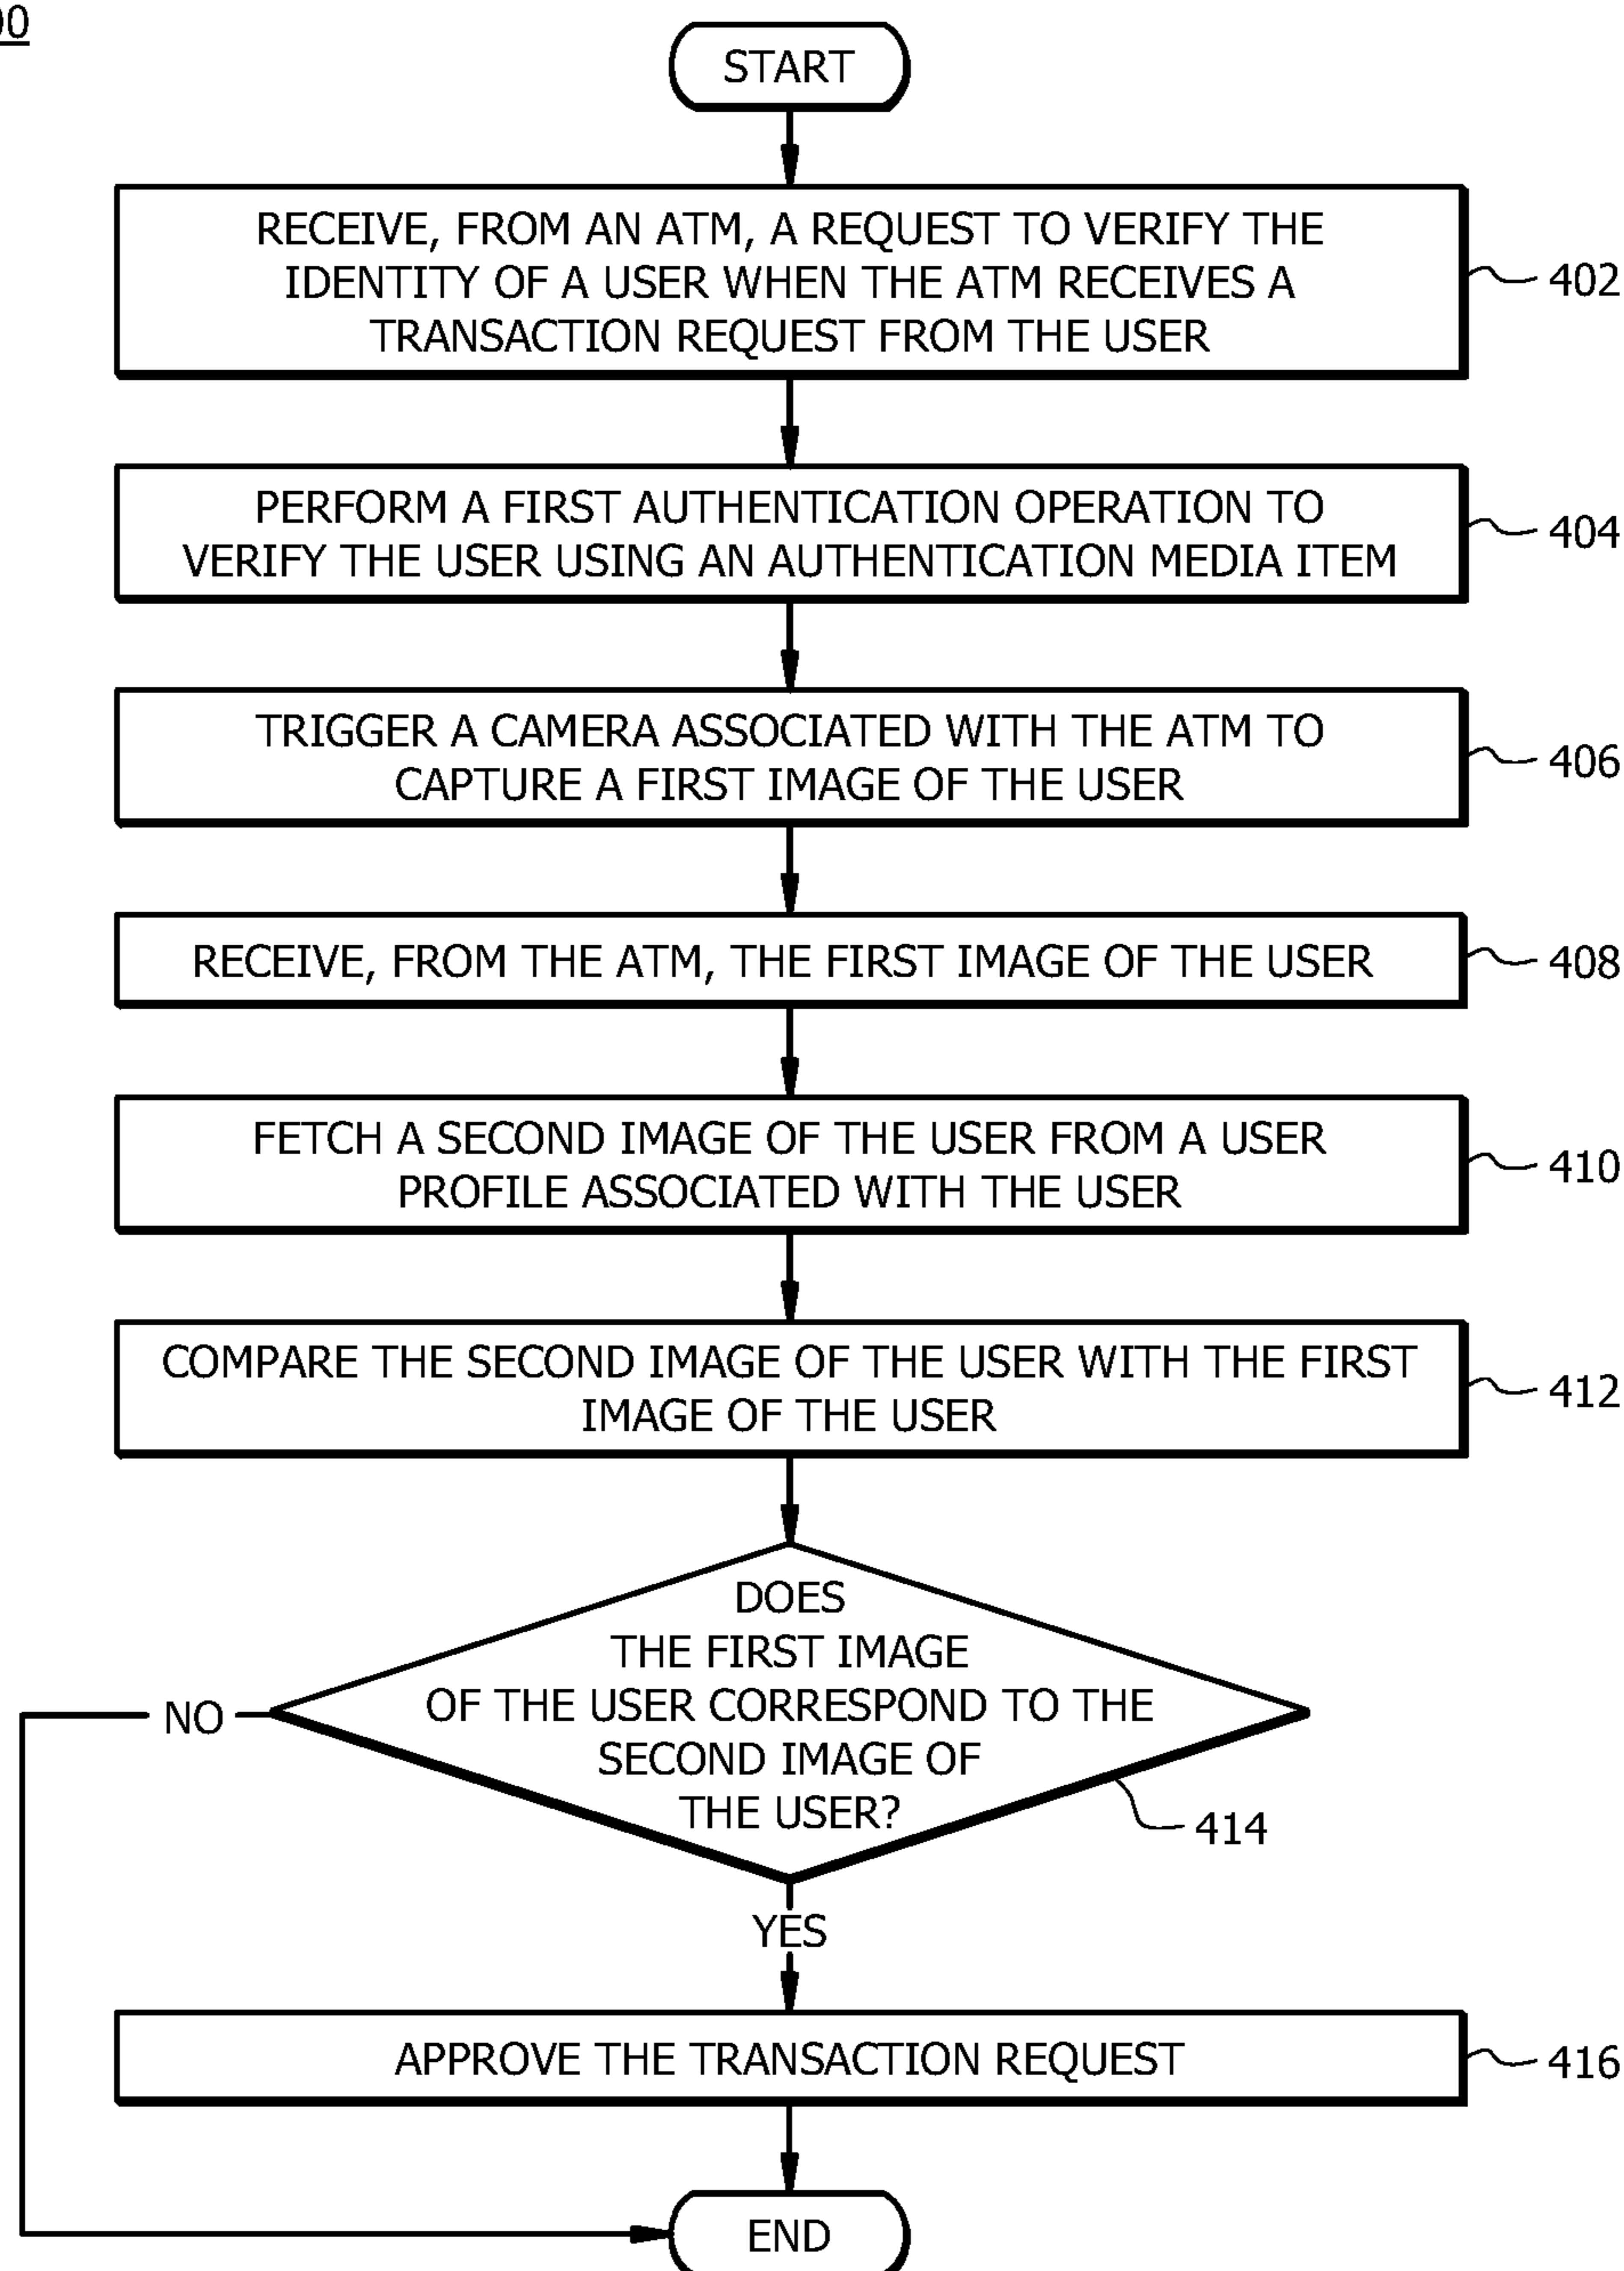 00
START
RECEIVE, FROM AN ATM, A REQUEST TO VERIFY THE
IDENTITY OF A USER WHEN THE ATM RECEIVES A
TRANSACTION REQUEST FROM THE USER
402
PERFORM A FIRST AUTHENTICATION OPERATION TO
VERIFY THE USER USING AN AUTHENTICATION MEDIA ITEM
404
TRIGGER A CAMERA ASSOCIATED WITH THE ATM TO
CAPTURE A FIRST IMAGE OF THE USER
406
RECEIVE, FROM THE ATM, THE FIRST IMAGE OF THE USER
408
FETCH A SECOND IMAGE OF THE USER FROM A USER
PROFILE ASSOCIATED WITH THE USER
410
COMPARE THE SECOND IMAGE OF THE USER WITH THE FIRST
IMAGE OF THE USER
412
DOES
THE FIRST IMAGE
OF THE USER CORRESPOND TO THE
SECOND IMAGE OF
THE USER?
NO
414
YES
APPROVE THE TRANSACTION REQUEST
416
END